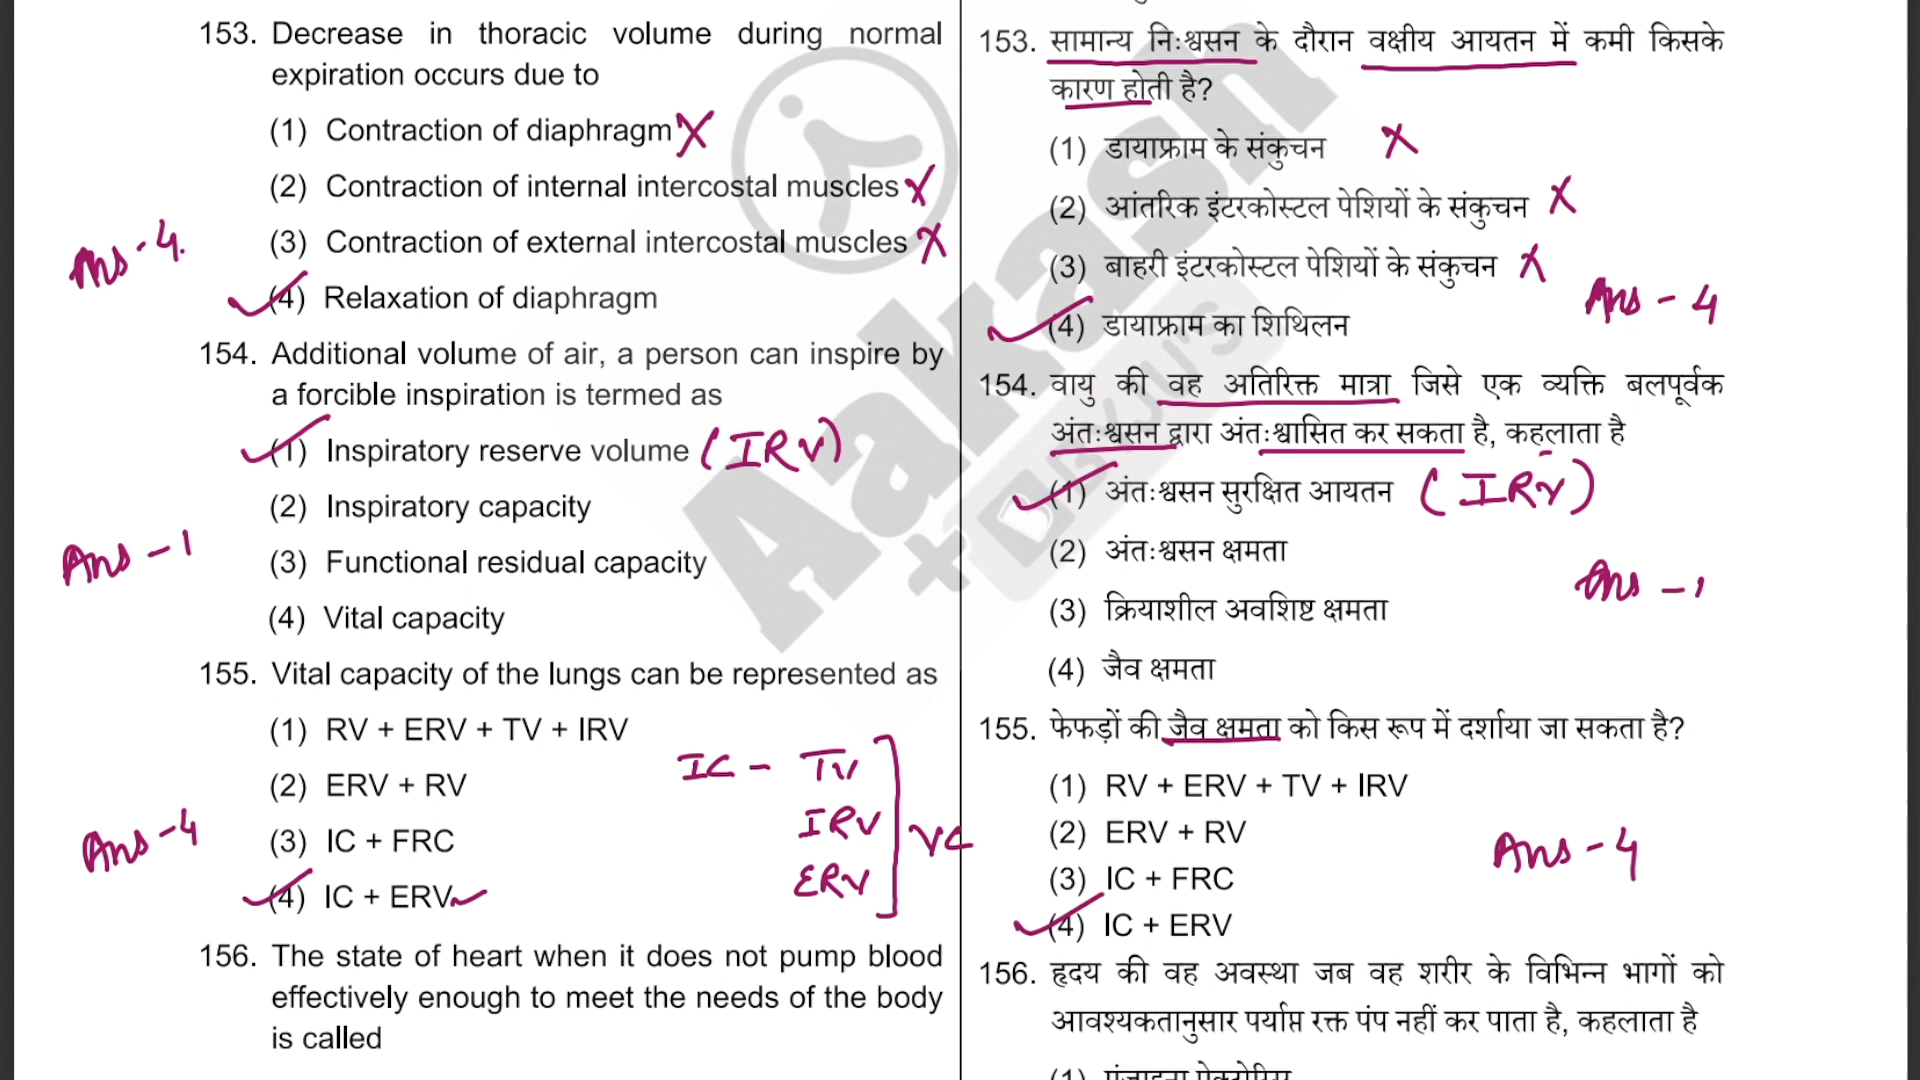 153. Decrease in thoracic volume during normal
expiration occurs due to
(1) Contraction of diaphragm X
(2) Contraction of internal intercostal muscles X
(3) Contraction of external intercostal muscles X
Ans - 4.
(4) Relaxation of diaphragm
154. Additional volume of air, a person can inspire by
a forcible inspiration is termed as
(1) Inspiratory reserve volume (IRV)
(2) Inspiratory capacity
Ans - 1
(3) Functional residual capacity
(4) Vital capacity
155. Vital capacity of the lungs can be represented as
(1) RV + ERV + TV + IRV
IC - TV
(2) ERV + RV
IRV
VC
Ans - 4
(3) IC + FRC
ERV
(4) IC + ERV
156. The state of heart when it does not pump blood
effectively enough to meet the needs of the body
is called
153. सामान्य निःश्वसन के दौरान वक्षीय आयतन में कमी किसके
कारण होती है?
(1) डायाफ्राम के संकुचन X
(2) आंतरिक इंटरकोस्टल पेशियों के संकुचन X
(3) बाहरी इंटरकोस्टल पेशियों के संकुचन X
Ans - 4
(4) डायाफ्राम का शिथिलन
154. वायु की वह अतिरिक्त मात्रा जिसे एक व्यक्ति बलपूर्वक
अंतःश्वसन द्वारा अंतःश्वासित कर सकता है, कहलाता है
(1) अंतःश्वसन सुरक्षित आयतन (IRV)
(2) अंतःश्वसन क्षमता
Ans - 1
(3) क्रियाशील अवशिष्ट क्षमता
(4) जैव क्षमता
155. फेफड़ों की जैव क्षमता को किस रूप में दर्शाया जा सकता है?
(1) RV + ERV + TV + IRV
(2) ERV + RV
Ans - 4
(3) IC + FRC
(4) IC + ERV
156. हृदय की वह अवस्था जब वह शरीर के विभिन्न भागों को
आवश्यकतानुसार पर्याप्त रक्त पंप नहीं कर पाता है, कहलाता है
Aakash
+ BYJU'S